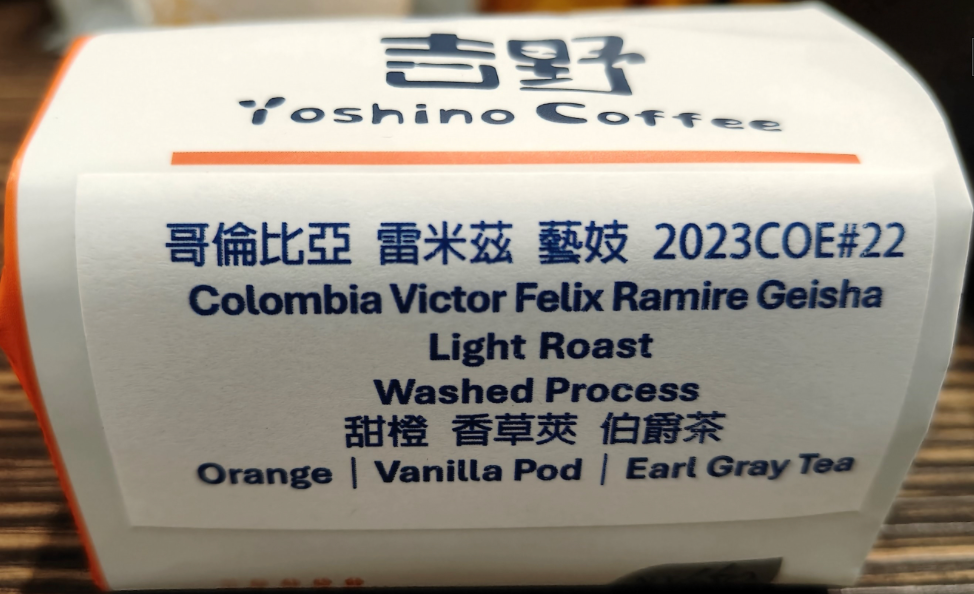 吉野
Yoshino Coffee
哥倫比亞 雷米茲 藝妓 2023COE#22
Colombia Victor Felix Ramire Geisha
Light Roast
Washed Process
甜橙 香草莢 伯爵茶
Orange | Vanilla Pod | Earl Gray Tea